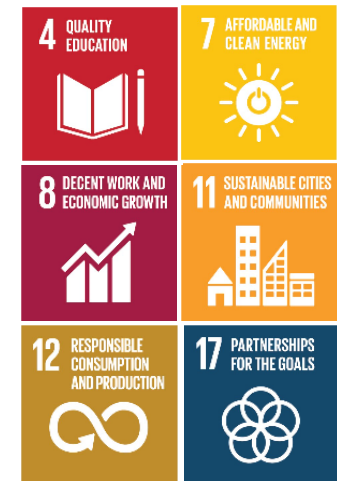 4 QUALITY
EDUCATION
7 AFFORDABLE AND
CLEAN ENERGY
8 DECENT WORK AND
ECONOMIC GROWTH
11 SUSTAINABLE CITIES
AND COMMUNITIES
12 RESPONSIBLE
CONSUMPTION
AND PRODUCTION
17 PARTNERSHIPS
FOR THE GOALS